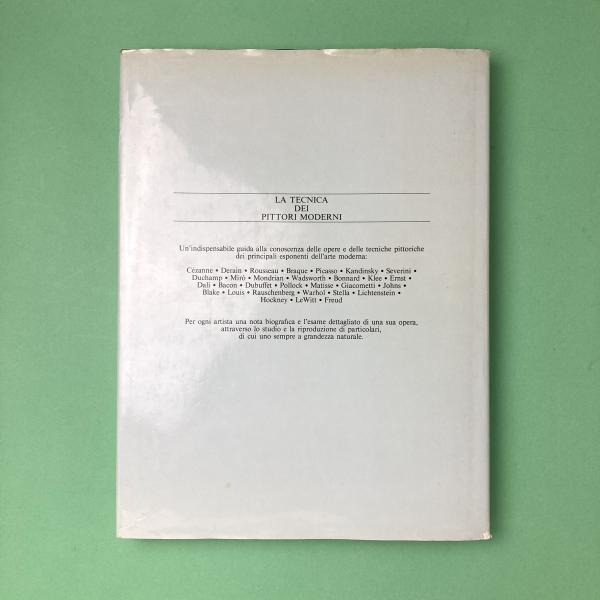 LA TECNICA
DEI
PITTORI MODERNI
Un'indispensabile guida alla conoscenza delle opere e delle tecniche pittoriche
dei principali esponenti dell'arte moderna:
Cézanne • Derain • Rousseau • Braque • Picasso • Kandinsky • Severini •
Duchamp • Mirò • Mondrian • Wadsworth • Bonnard • Klee • Ernst •
Dalì • Bacon • Dubuffet • Pollock • Matisse • Giacometti • Johns •
Blake • Louis • Rauschenberg • Warhol • Stella • Lichtenstein •
Hockney • LeWitt • Freud
Per ogni artista una nota biografica e l'esame dettagliato di una sua opera,
attraverso lo studio e la riproduzione di particolari,
di cui uno sempre a grandezza naturale.